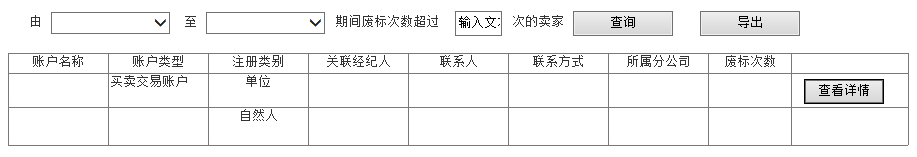 由 至 期间废标次数超过 输入文 次的卖家 查询 导出
账户名称 账户类型 注册类别 关联经纪人 联系人 联系方式 所属分公司 废标次数
买卖交易账户 单位 查看详情
自然人